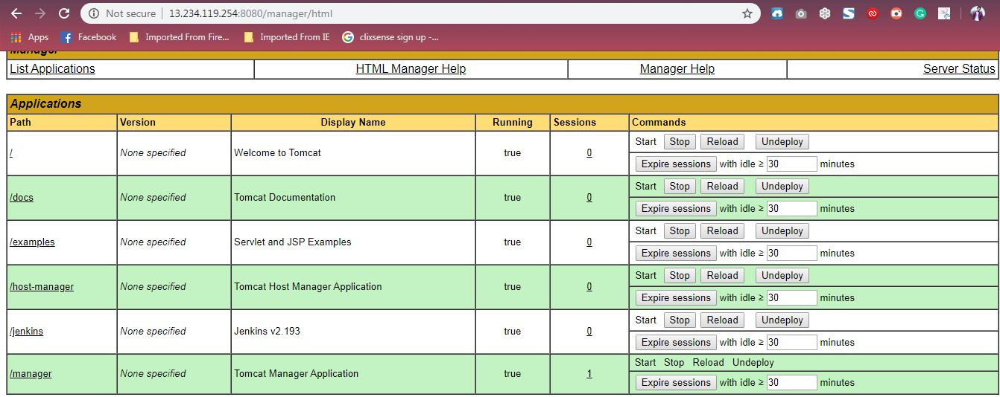 Not secure | 13.234.119.254:8080/manager/html
Apps Facebook Imported From Fire... Imported From IE clixsense sign up -...
Manager
List Applications HTML Manager Help Manager Help Server Status
Applications
Path Version Display Name Running Sessions Commands
/ None specified Welcome to Tomcat true 0 Start Stop Reload Undeploy
Expire sessions with idle ≥ 30 minutes
/docs None specified Tomcat Documentation true 0 Start Stop Reload Undeploy
Expire sessions with idle ≥ 30 minutes
/examples None specified Servlet and JSP Examples true 0 Start Stop Reload Undeploy
Expire sessions with idle ≥ 30 minutes
/host-manager None specified Tomcat Host Manager Application true 0 Start Stop Reload Undeploy
Expire sessions with idle ≥ 30 minutes
/jenkins None specified Jenkins v2.193 true 0 Start Stop Reload Undeploy
Expire sessions with idle ≥ 30 minutes
/manager None specified Tomcat Manager Application true 1 Start Stop Reload Undeploy
Expire sessions with idle ≥ 30 minutes